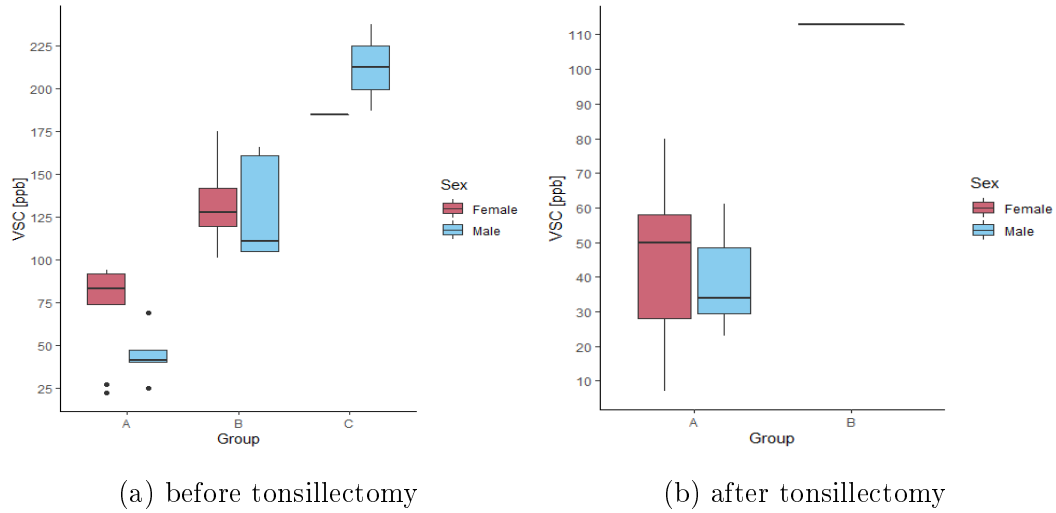 225
200
175
150
125
100
75
50
25
VSC [ppb]
A
B
C
Group
Sex
Female
Male
(a) before tonsillectomy
110
100
90
80
70
60
50
40
30
20
10
VSC [ppb]
A
B
Group
Sex
Female
Male
(b) after tonsillectomy